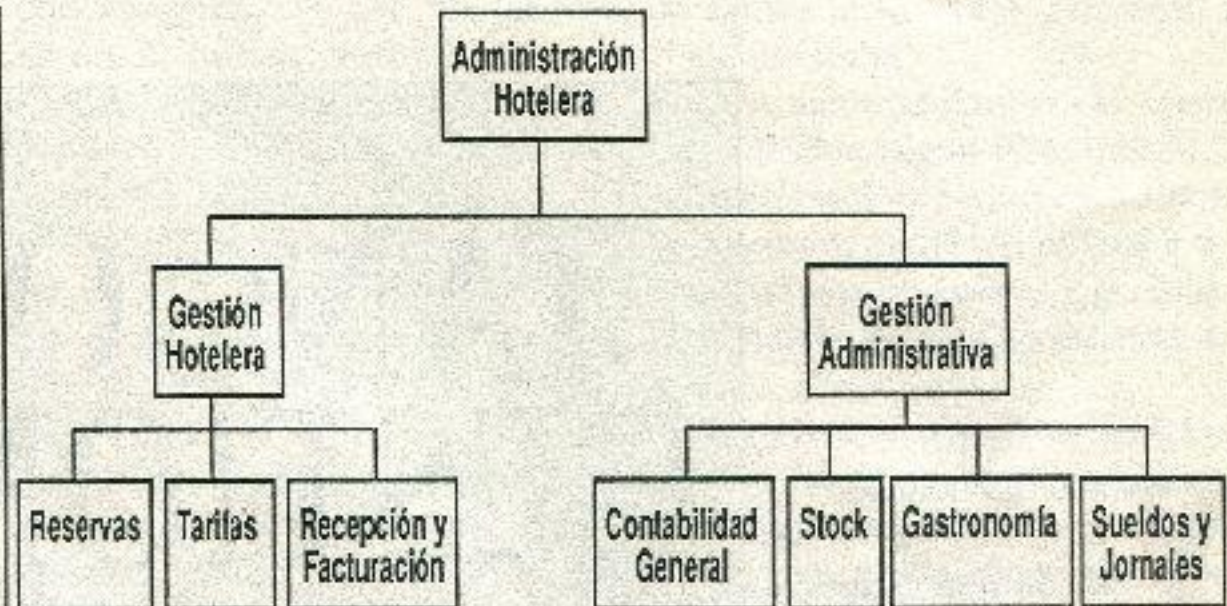 Administración
Hotelera
Gestión
Hotelera
Gestión
Administrativa
Reservas
Tarifas
Recepción y
Facturación
Contabilidad
General
Stock
Gastronomía
Sueldos y
Jornales